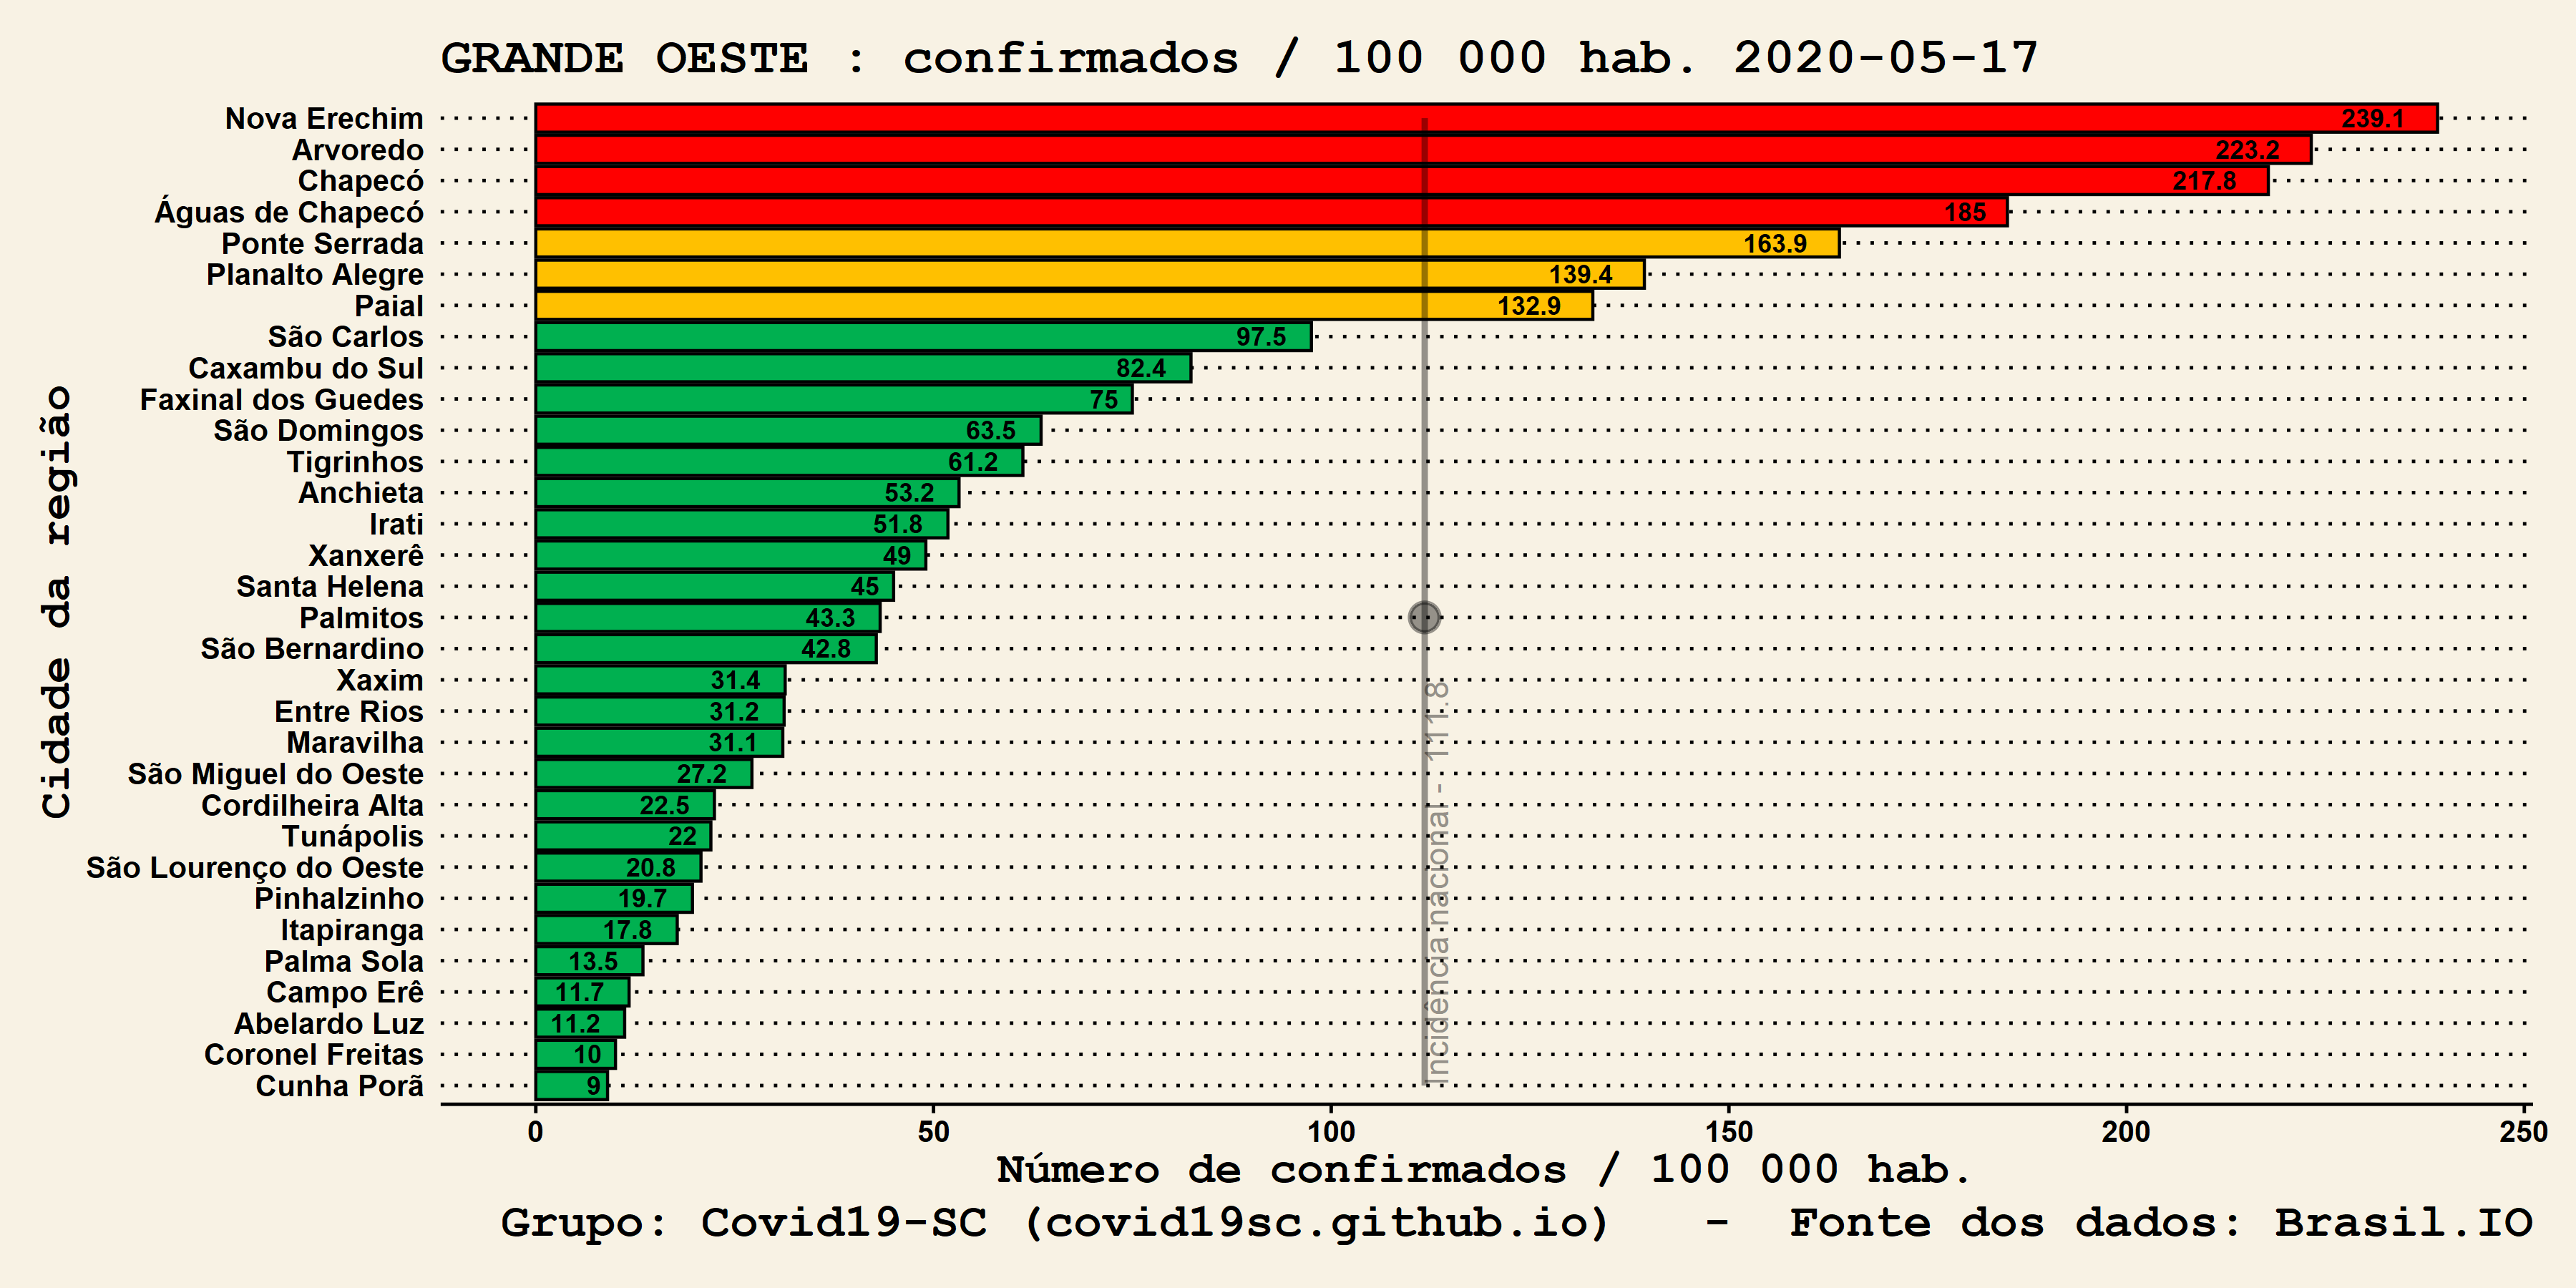 GRANDE OESTE : confirmados / 100 000 hab. 2020-05-17
Cidade da região
Nova Erechim 239.1
Arvoredo 223.2
Chapecó 217.8
Águas de Chapecó 185
Ponte Serrada 163.9
Planalto Alegre 139.4
Paial 132.9
São Carlos 97.5
Caxambu do Sul 82.4
Faxinal dos Guedes 75
São Domingos 63.5
Tigrinhos 61.2
Anchieta 53.2
Irati 51.8
Xanxerê 49
Santa Helena 45
Palmitos 43.3
São Bernardino 42.8
Xaxim 31.4
Entre Rios 31.2
Maravilha 31.1
São Miguel do Oeste 27.2
Cordilheira Alta 22.5
Tunápolis 22
São Lourenço do Oeste 20.8
Pinhalzinho 19.7
Itapiranga 17.8
Palma Sola 13.5
Campo Erê 11.7
Abelardo Luz 11.2
Coronel Freitas 10
Cunha Porã 9
Incidência nacional - 111.8
0 50 100 150 200 250
Número de confirmados / 100 000 hab.
Grupo: Covid19-SC (covid19sc.github.io) - Fonte dos dados: Brasil.IO